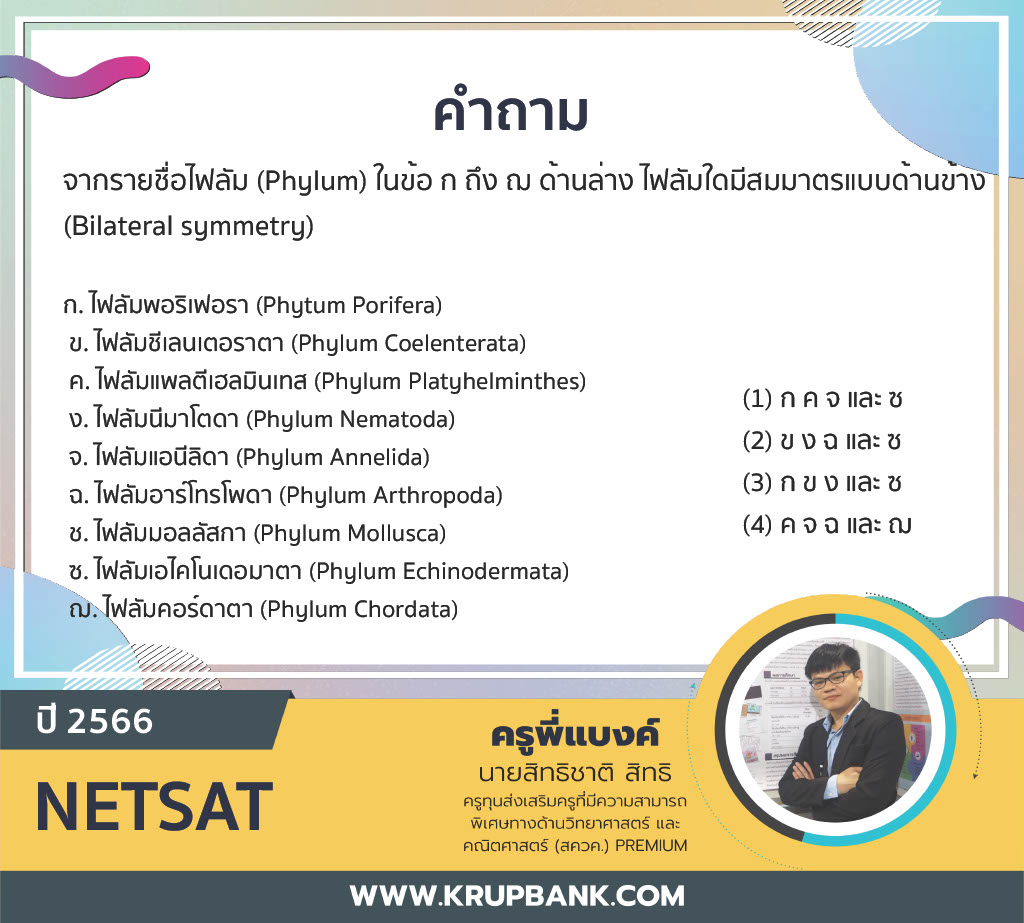 คำถาม
จากรายชื่อไฟลัม (Phylum) ในข้อ ก ถึง ฌ ด้านล่าง ไฟลัมใดมีสมมาตรแบบด้านข้าง
(Bilateral symmetry)
ก. ไฟลัมพอริเฟอรา (Phytum Porifera)
ข. ไฟลัมซีเลนเตอราตา (Phylum Coelenterata)
ค. ไฟลัมแพลตีเฮลมินเทส (Phylum Platyhelminthes)
ง. ไฟลัมนีมาโตดา (Phylum Nematoda)
จ. ไฟลัมแอนีลิดา (Phylum Annelida)
ฉ. ไฟลัมอาร์โทรโพดา (Phylum Arthropoda)
ช. ไฟลัมมอลลัสกา (Phylum Mollusca)
ซ. ไฟลัมเอไคโนเดอมาตา (Phylum Echinodermata)
ฌ. ไฟลัมคอร์ดาตา (Phylum Chordata)
(1) ก ค จ และ ซ
(2) ข ง ฉ และ ซ
(3) ก ข ง และ ซ
(4) ค จ ฉ และ ฌ
ปี 2566
NETSAT
ครูพี่แบงค์
นายสิทธิชาติ สิทธิ
ครูทุนส่งเสริมครูที่มีความสามารถ
พิเศษทางด้านวิทยาศาสตร์ และ
คณิตศาสตร์ (สควค.) PREMIUM
WWW.KRUPBANK.COM